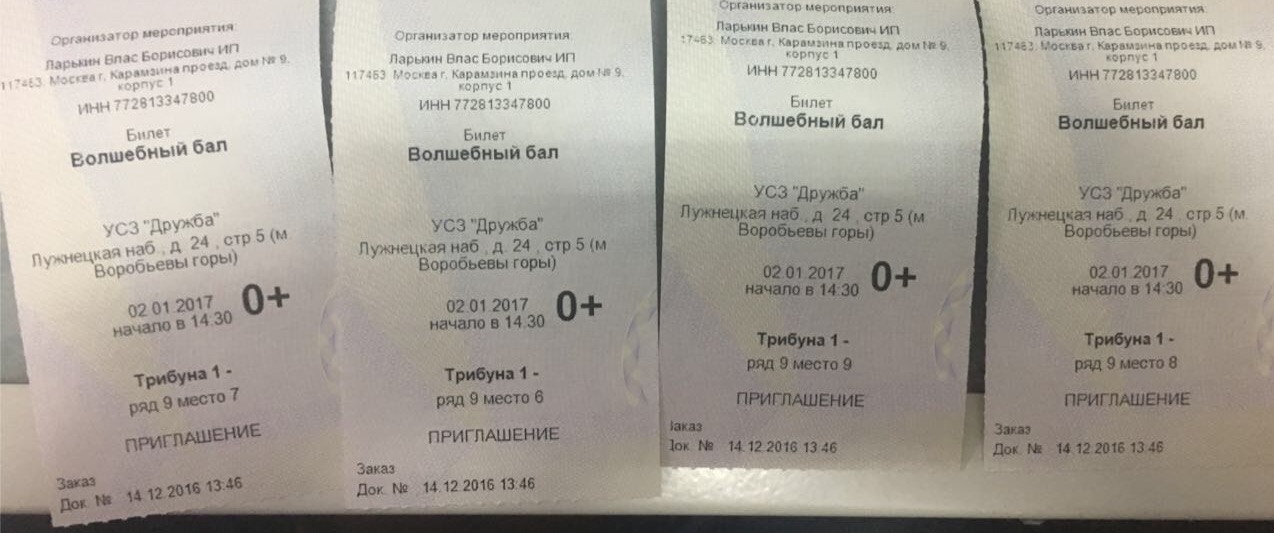 Организатор мероприятия:
Ларькин Влас Борисович ИП
117463, Москва г, Карамзина проезд, дом № 9,
корпус 1
ИНН 772813347800
Билет
Волшебный бал
УСЗ "Дружба"
Лужнецкая наб., д. 24, стр 5 (м
Воробьевы горы)
02.01.2017 0+
начало в 14:30
Трибуна 1 -
ряд 9 место 7
ПРИГЛАШЕНИЕ
Заказ
Док. № 14.12.2016 13:46
Организатор мероприятия:
Ларькин Влас Борисович ИП
117463, Москва г, Карамзина проезд, дом № 9,
корпус 1
ИНН 772813347800
Билет
Волшебный бал
УСЗ "Дружба"
Лужнецкая наб., д. 24, стр 5 (м
Воробьевы горы)
02.01.2017 0+
начало в 14:30
Трибуна 1 -
ряд 9 место 6
ПРИГЛАШЕНИЕ
Заказ
Док. № 14.12.2016 13:46
Организатор мероприятия:
Ларькин Влас Борисович ИП
17463, Москва г, Карамзина проезд, дом № 9,
корпус 1
ИНН 772813347800
Билет
Волшебный бал
УСЗ "Дружба"
Лужнецкая наб., д. 24, стр 5 (м
Воробьевы горы)
02.01.2017 0+
начало в 14:30
Трибуна 1 -
ряд 9 место 9
ПРИГЛАШЕНИЕ
Заказ
Док. № 14.12.2016 13:46
Организатор мероприятия:
Ларькин Влас Борисович ИП
117463, Москва г, Карамзина проезд, дом № 9,
корпус 1
ИНН 772813347800
Билет
Волшебный бал
УСЗ "Дружба"
Лужнецкая наб., д. 24, стр 5 (м
Воробьевы горы)
02.01.2017 0+
начало в 14:30
Трибуна 1 -
ряд 9 место 8
ПРИГЛАШЕНИЕ
Заказ
Док. № 14.12.2016 13:46